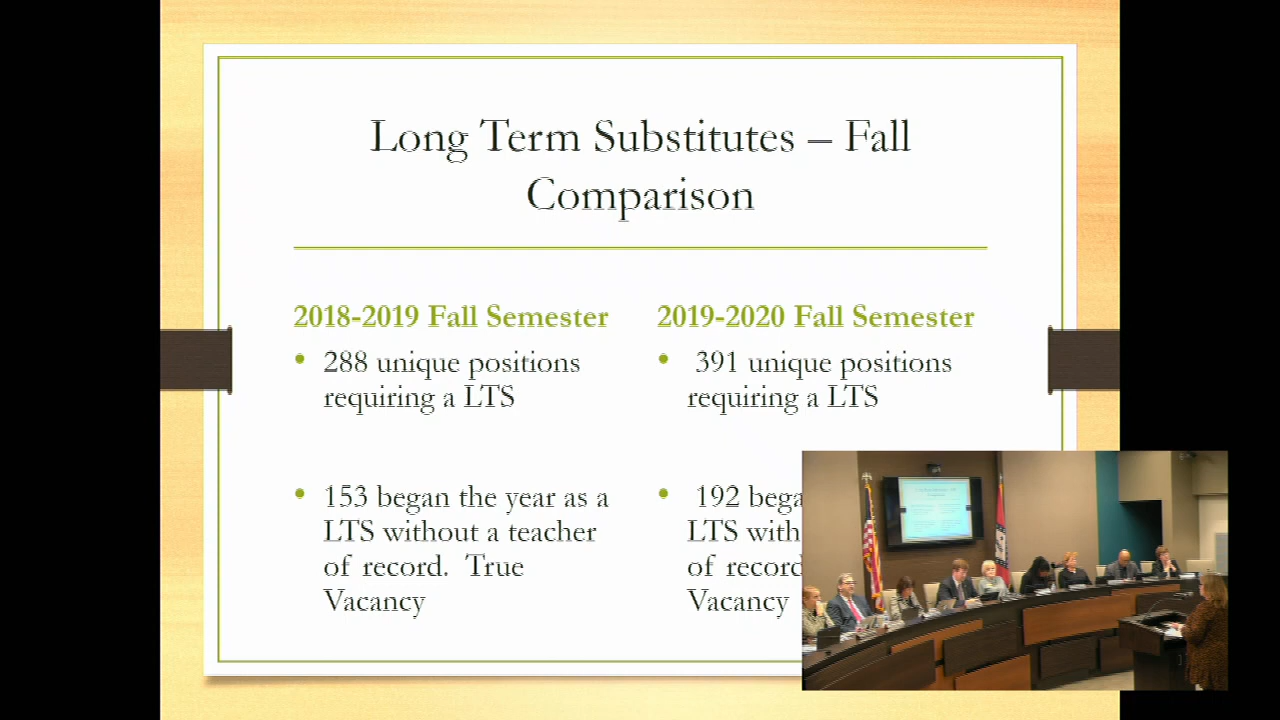 Long Term Substitutes – Fall
Comparison
2018-2019 Fall Semester
• 288 unique positions
requiring a LTS
• 153 began the year as a
LTS without a teacher
of record. True
Vacancy
2019-2020 Fall Semester
• 391 unique positions
requiring a LTS
• 192 bega
LTS with
of record
Vacancy